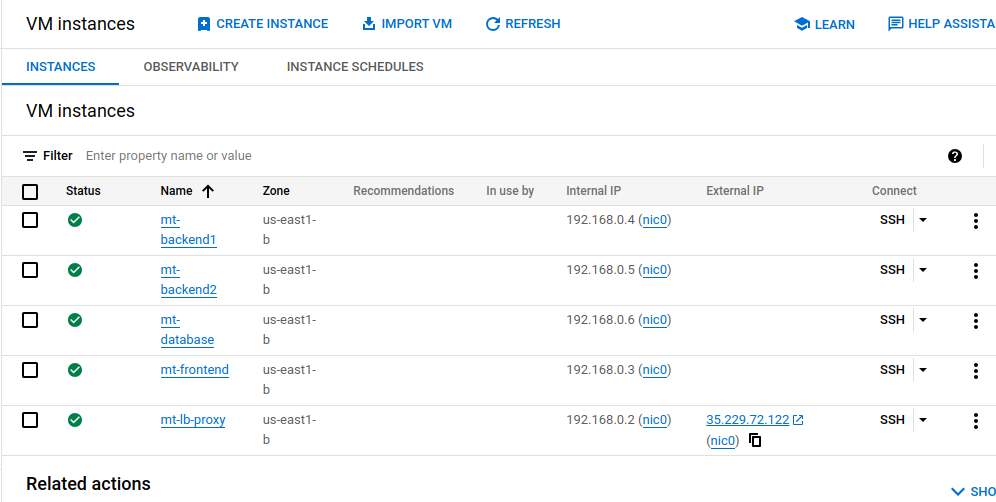 VM instances CREATE INSTANCE IMPORT VM REFRESH LEARN HELP ASSISTA
INSTANCES OBSERVABILITY INSTANCE SCHEDULES
VM instances
Filter Enter property name or value
Status Name Zone Recommendations In use by Internal IP External IP Connect
mt- us-east1- 192.168.0.4 (nic0) SSH
backend1 b
mt- us-east1- 192.168.0.5 (nic0) SSH
backend2 b
mt- us-east1- 192.168.0.6 (nic0) SSH
database b
mt-frontend us-east1- 192.168.0.3 (nic0) SSH
b
mt-lb-proxy us-east1- 192.168.0.2 (nic0) 35.229.72.122 SSH
b (nic0)
Related actions
SHO